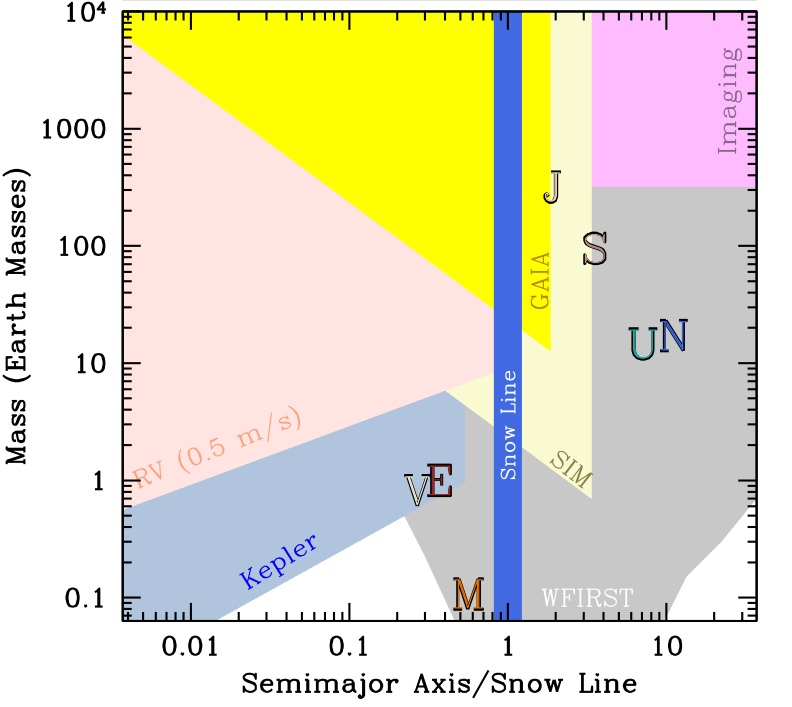 10⁴
1000
100
10
1
0.1
Mass (Earth Masses)
Imaging
J
GAIA
S
U
N
RV (0.5 m/s)
Snow Line
SIM
V
E
Kepler
M
WFIRST
0.01
0.1
1
10
Semimajor Axis/Snow Line